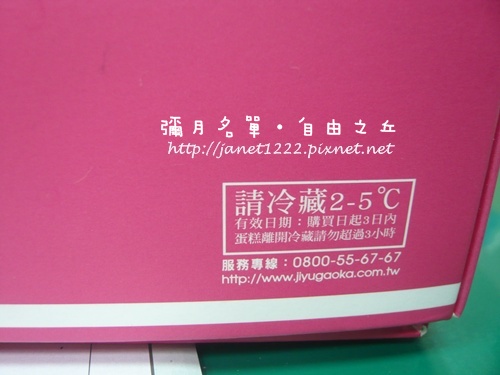 彌月名單・自由之丘
http://janet1222.pixnet.net
請冷藏2-5℃
有效日期：購買日起3日內
蛋糕離開冷藏請勿超過3小時
服務專線：0800-55-67-67
http://www.jiyugaoka.com.tw